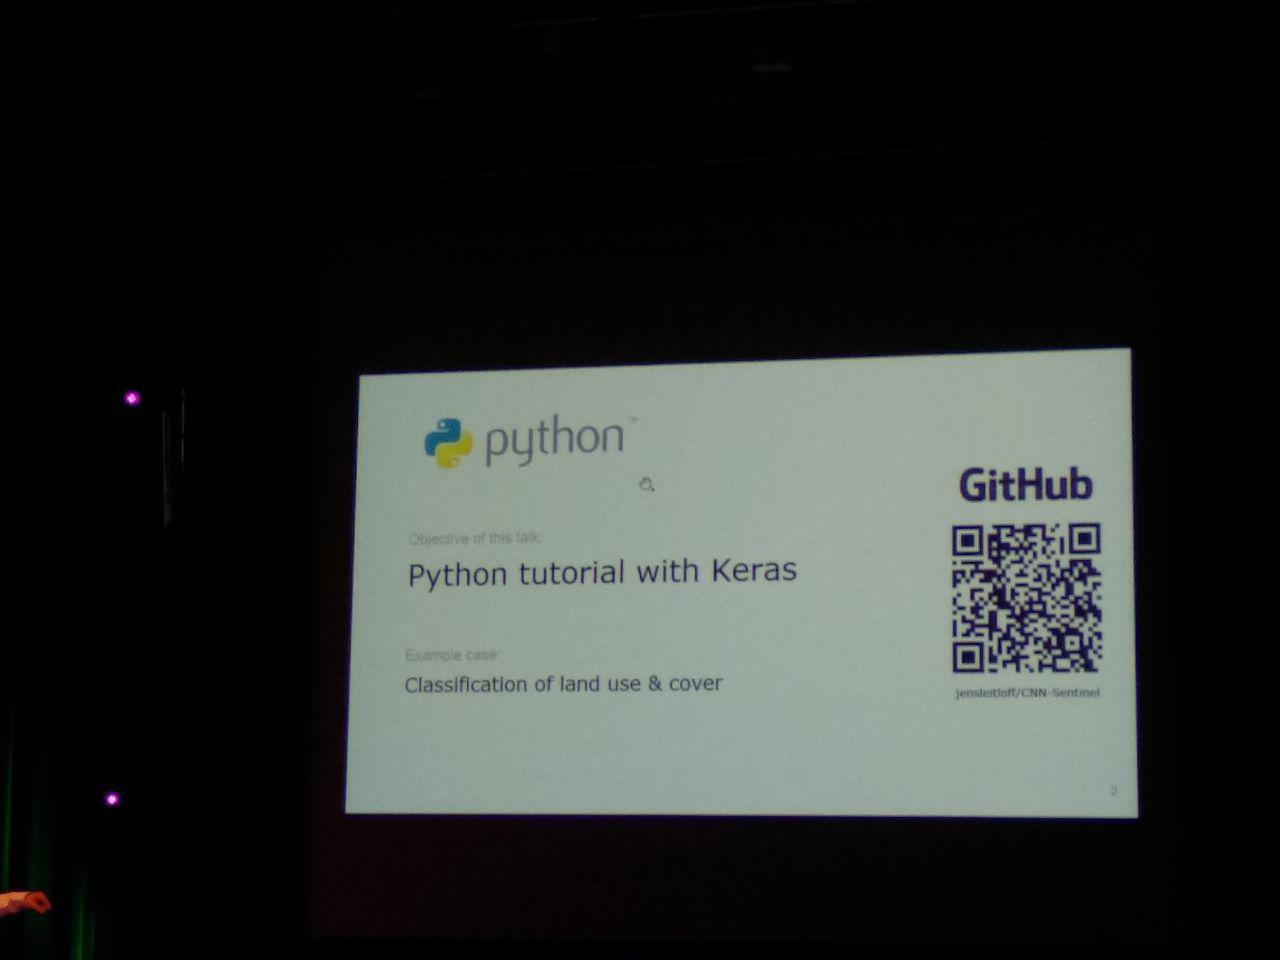 python™
GitHub
Objective of this talk:
Python tutorial with Keras
Example case:
Classification of land use & cover
jensleitloff/CNN-Sentinel
2